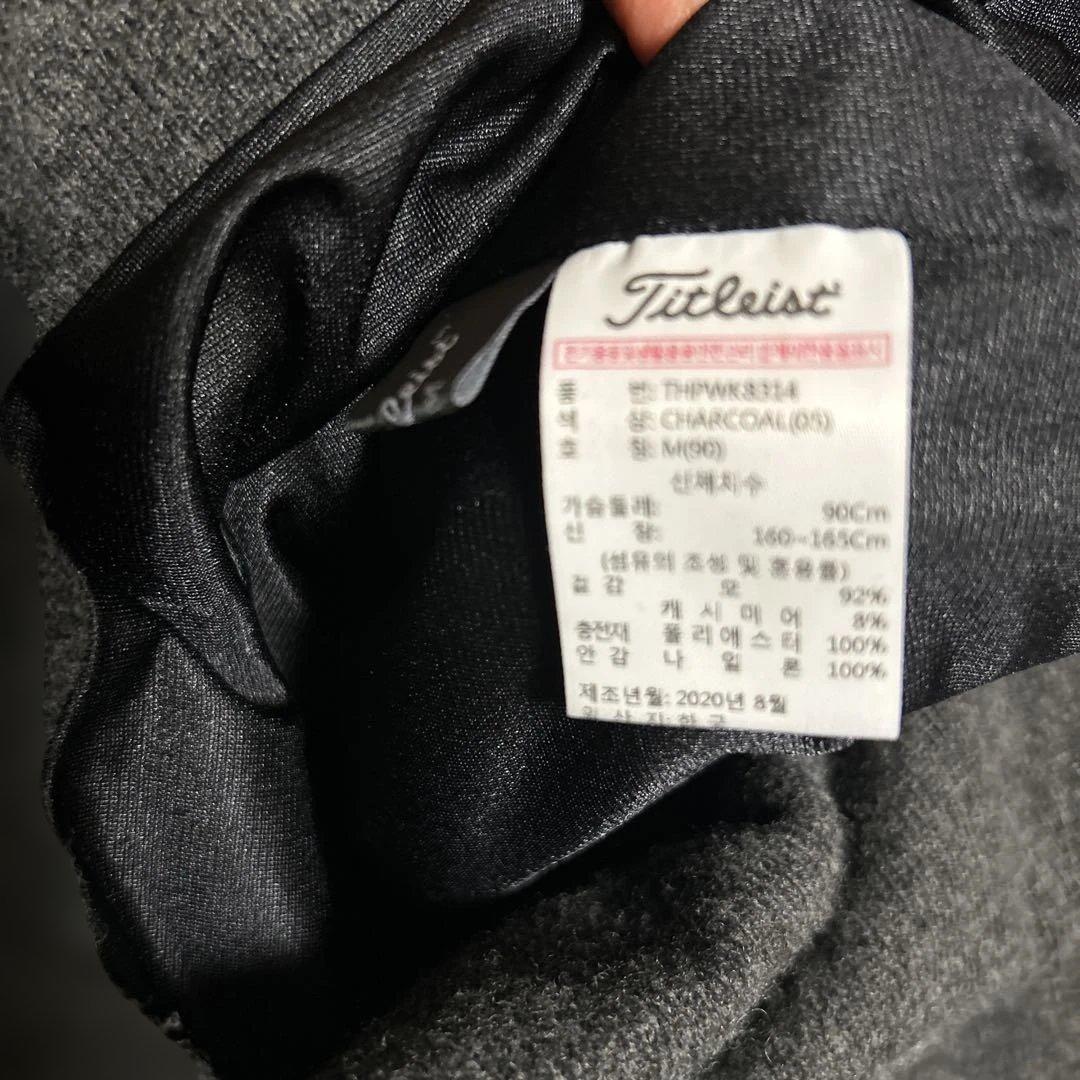 Titleist
품 번: THPWK8314
색 상: CHARCOAL(05)
호 칭: M(90)
신체치수
가슴둘레: 90Cm
신 장: 160~165Cm
(섬유의 조성 및 혼용률)
겉감 모 92%
캐시미어 8%
충전재 폴리에스터 100%
안감 나일론 100%
제조년월: 2020년 8월